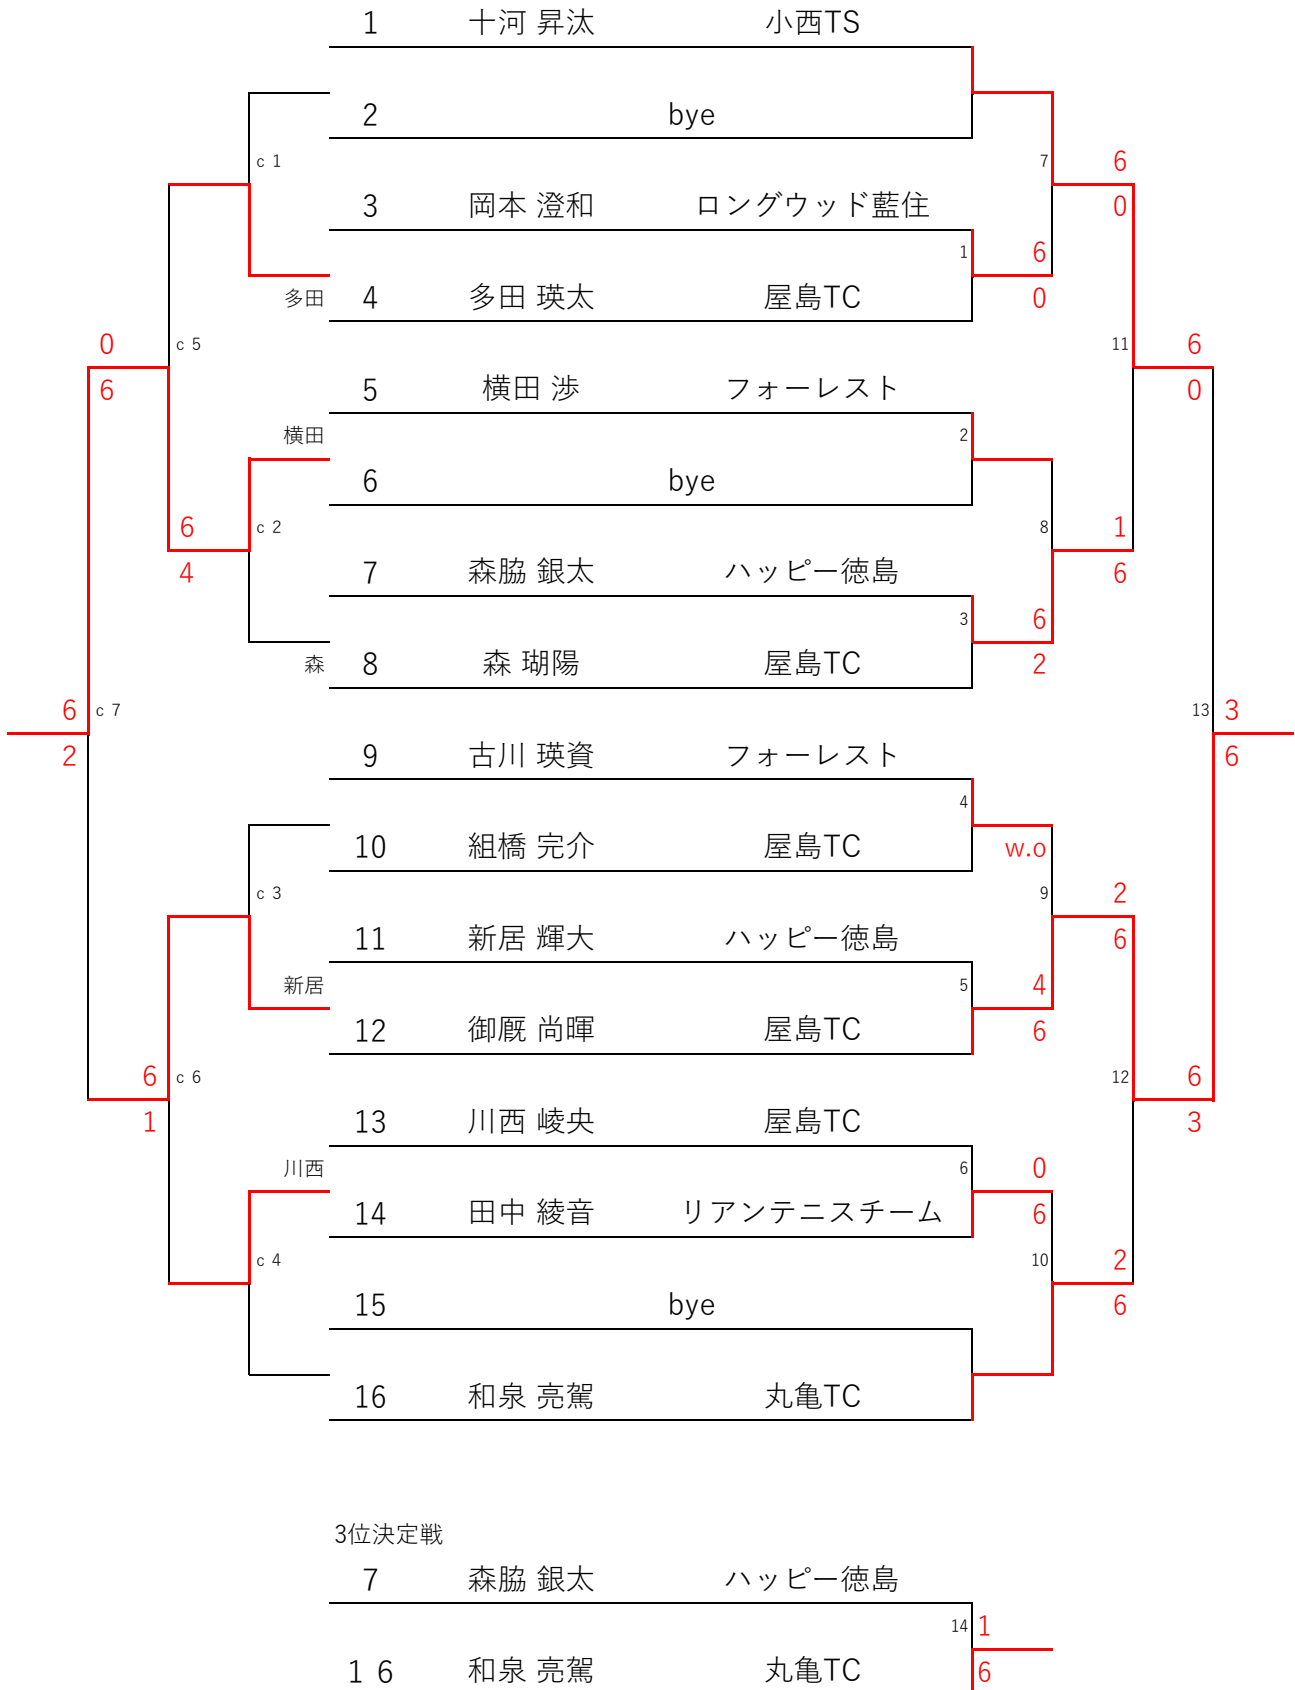 1 十河 昇汰 小西TS
2 bye
c 1 7 6
3 岡本 澄和 ロングウッド藍住 0
1 6
多田 4 多田 瑛太 屋島TC 0
0 c 5 11 6
6 5 横田 渉 フォーレスト 0
横田 2
6 bye
6 c 2 8 1
4 7 森脇 銀太 ハッピー徳島 6
3 6
森 8 森 瑚陽 屋島TC 2
6 c 7 13 3
2 9 古川 瑛資 フォーレスト 6
4
10 組橋 完介 屋島TC w.o
c 3 9 2
11 新居 輝大 ハッピー徳島 6
新居 5 4
12 御厩 尚暉 屋島TC 6
6 c 6 12 6
1 13 川西 崚央 屋島TC 3
川西 6 0
14 田中 綾音 リアンテニスチーム 6
c 4 10 2
15 bye 6
16 和泉 亮駕 丸亀TC
3位決定戦
7 森脇 銀太 ハッピー徳島
14 1
1 6 和泉 亮駕 丸亀TC 6